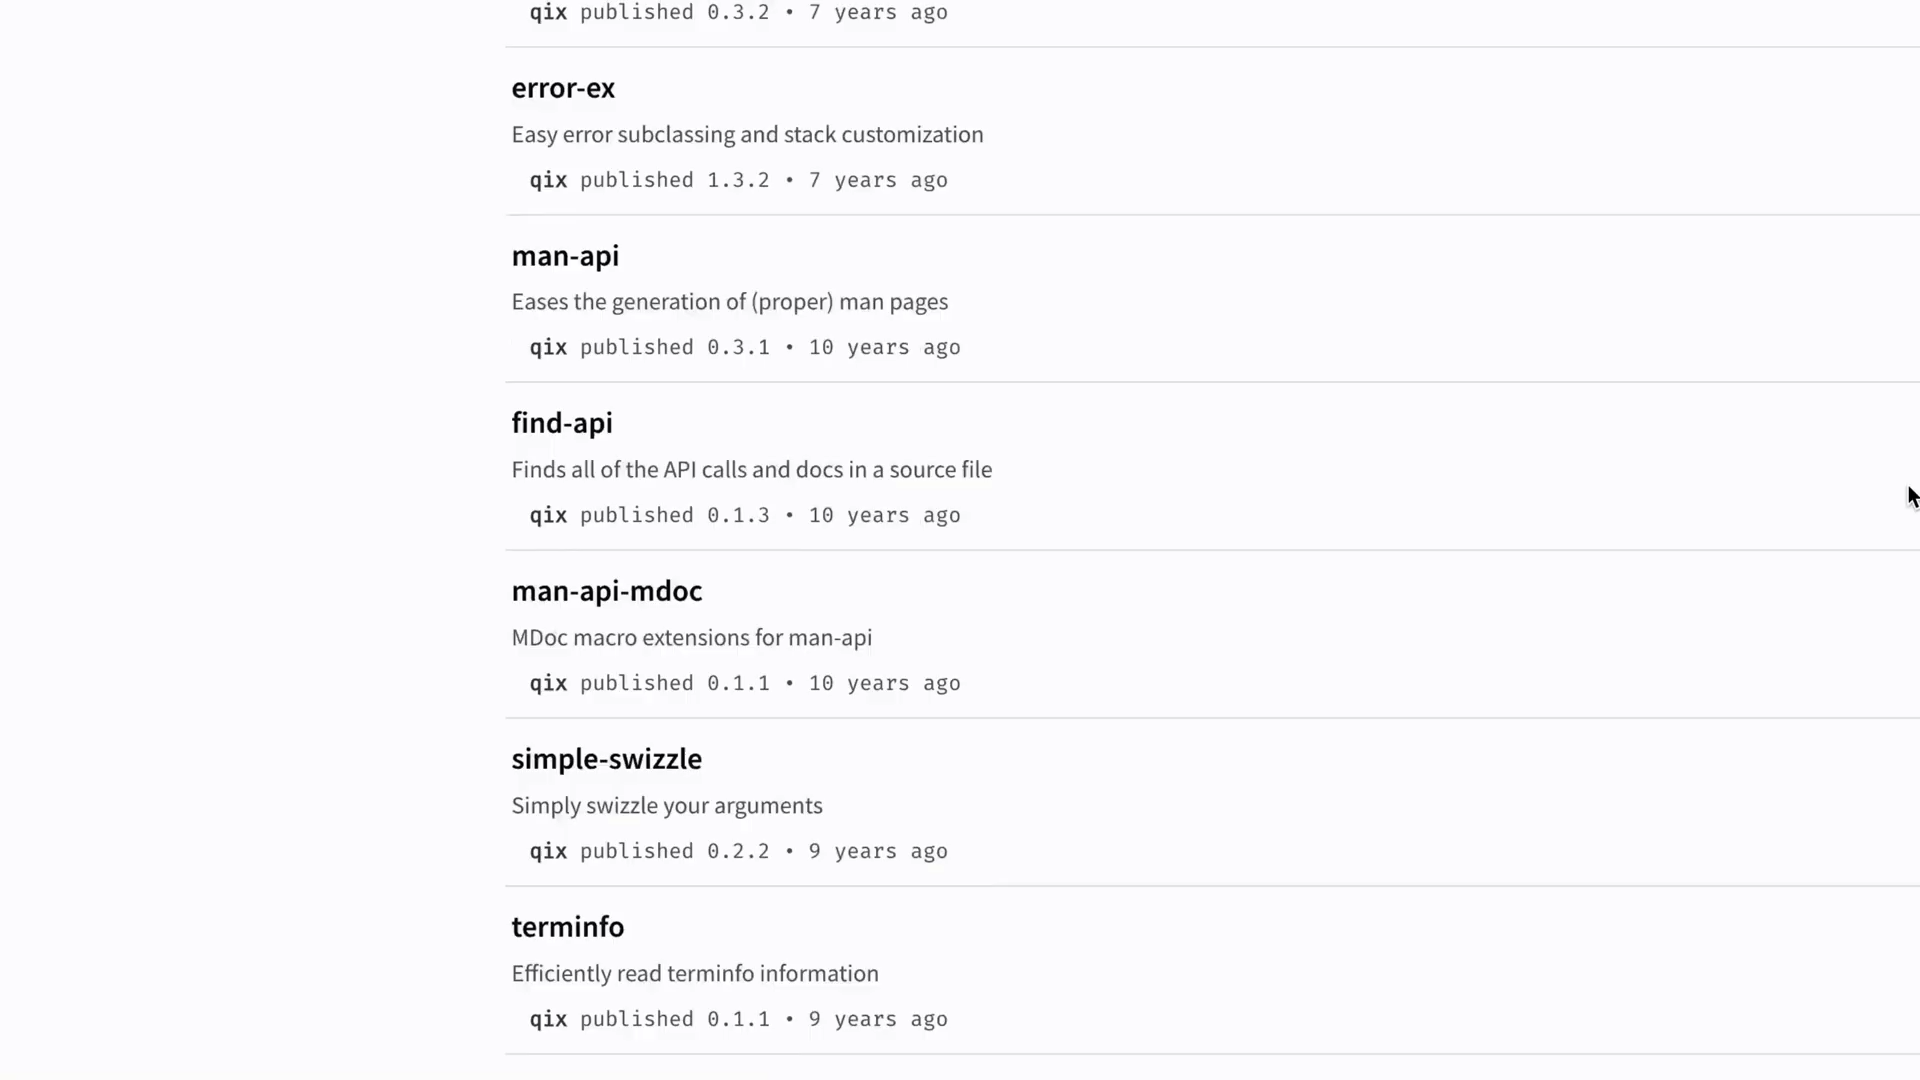 qix published 0.3.2 • 7 years ago
error-ex
Easy error subclassing and stack customization
qix published 1.3.2 • 7 years ago
man-api
Eases the generation of (proper) man pages
qix published 0.3.1 • 10 years ago
find-api
Finds all of the API calls and docs in a source file
qix published 0.1.3 • 10 years ago
man-api-mdoc
MDoc macro extensions for man-api
qix published 0.1.1 • 10 years ago
simple-swizzle
Simply swizzle your arguments
qix published 0.2.2 • 9 years ago
terminfo
Efficiently read terminfo information
qix published 0.1.1 • 9 years ago